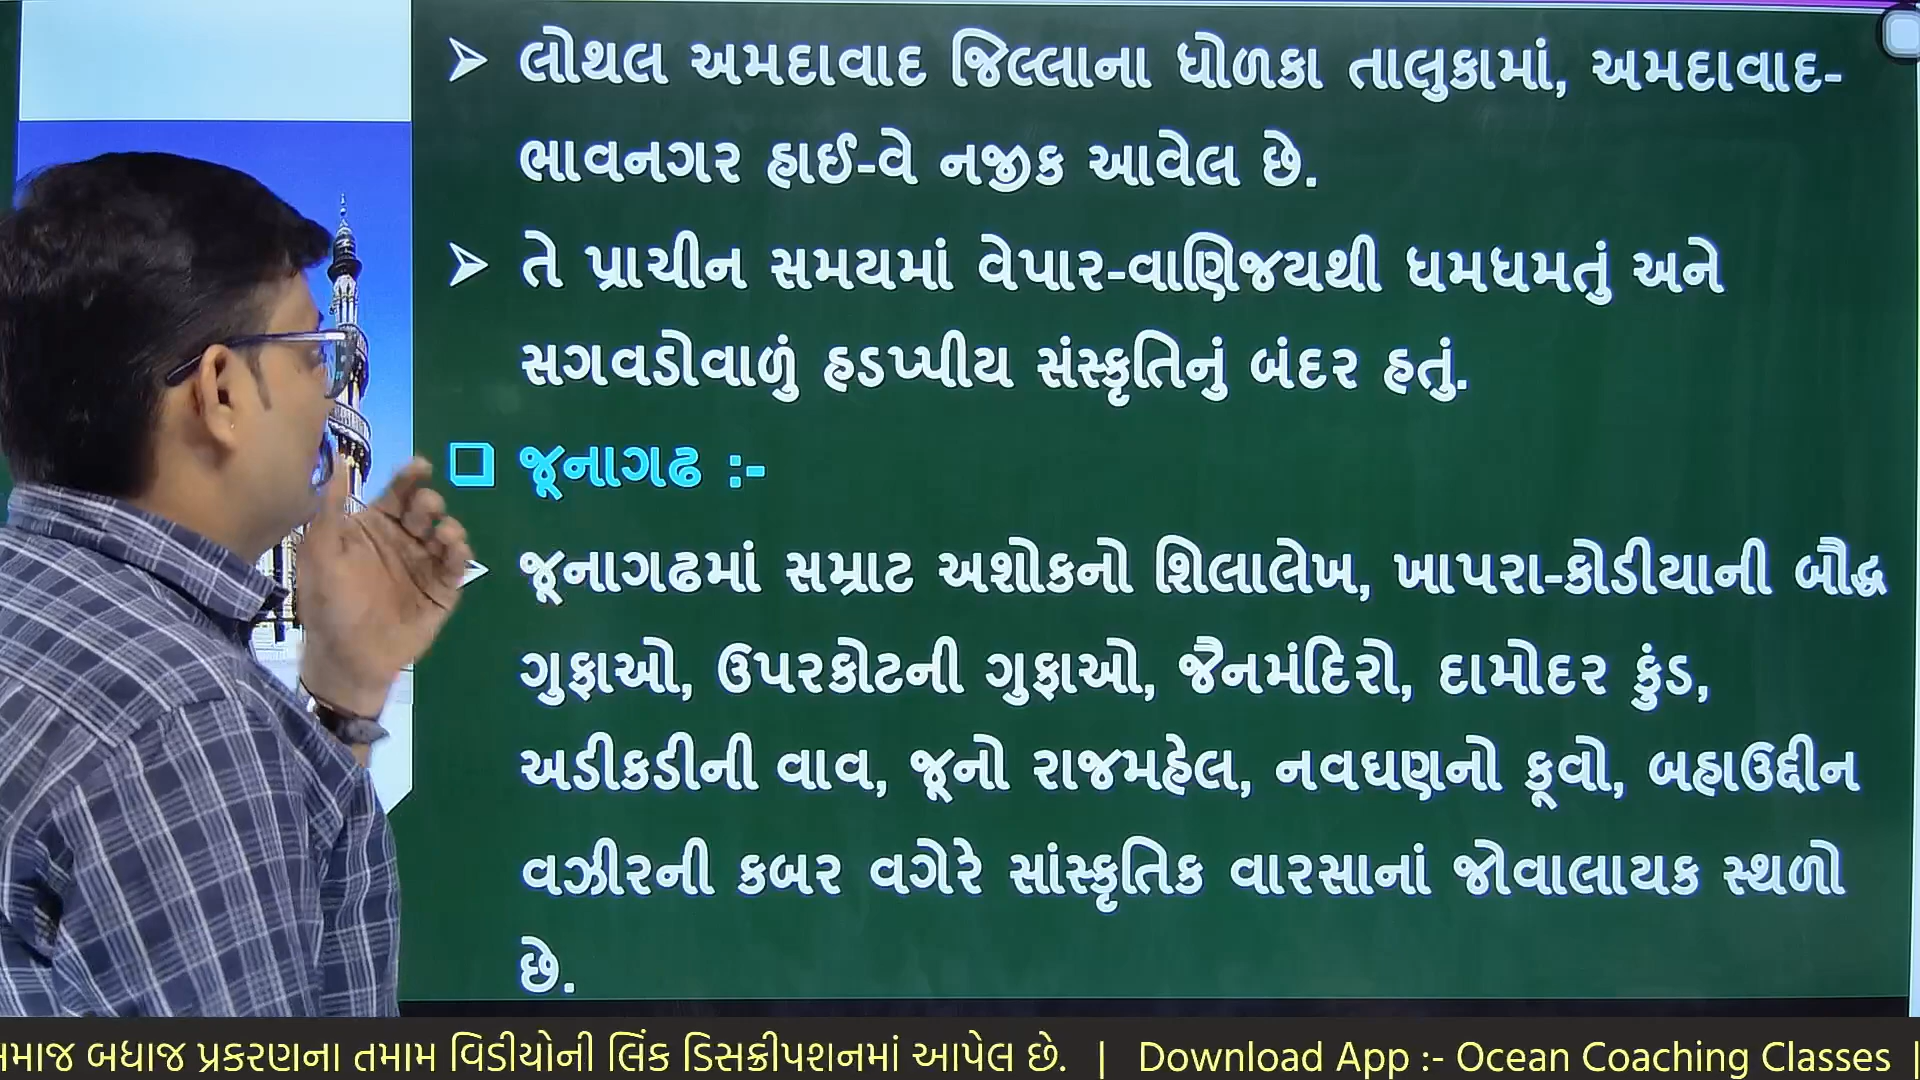 લોથલ અમદાવાદ જિલ્લાના ધોળકા તાલુકામાં, અમદાવાદ-
ભાવનગર હાઈ-વે નજીક આવેલ છે.
તે પ્રાચીન સમયમાં વેપાર-વાણિજયથી ધમધમતું અને
સગવડોવાળું હડપ્પીય સંસ્કૃતિનું બંદર હતું.
જૂનાગઢ :-
જૂનાગઢમાં સમ્રાટ અશોકનો શિલાલેખ, ખાપરા-કોડીયાની બૌદ્ધ
ગુફાઓ, ઉપરકોટની ગુફાઓ, જૈનમંદિરો, દામોદર કુંડ,
અડીકડીની વાવ, જૂનો રાજમહેલ, નવઘણનો કૂવો, બહાઉદ્દીન
વઝીરની કબર વગેરે સાંસ્કૃતિક વારસાનાં જોવાલાયક સ્થળો
છે.
બધાજ પ્રકરણના તમામ વિડીયોની લિંક ડિસક્રીપશનમાં આપેલ છે. | Download App :- Ocean Coaching Classes |